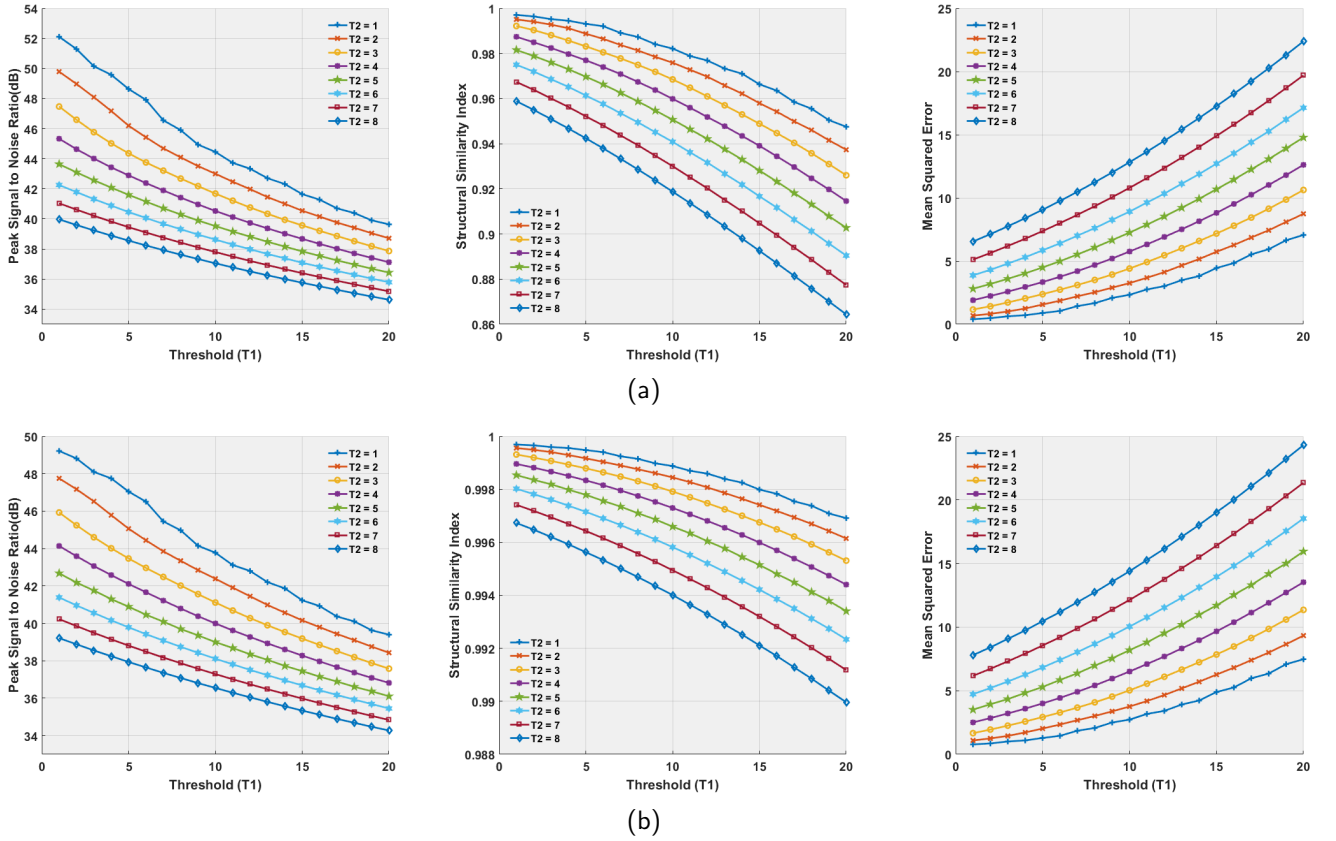 54
52
50
48
46
44
42
40
38
36
34
0 5 10 15 20
Peak Signal to Noise Ratio(dB)
Threshold (T1)
T2 = 1
T2 = 2
T2 = 3
T2 = 4
T2 = 5
T2 = 6
T2 = 7
T2 = 8
1
0.98
0.96
0.94
0.92
0.9
0.88
0.86
0 5 10 15 20
Structural Similarity Index
Threshold (T1)
T2 = 1
T2 = 2
T2 = 3
T2 = 4
T2 = 5
T2 = 6
T2 = 7
T2 = 8
25
20
15
10
5
0
0 5 10 15 20
Mean Squared Error
Threshold (T1)
T2 = 1
T2 = 2
T2 = 3
T2 = 4
T2 = 5
T2 = 6
T2 = 7
T2 = 8
(a)
50
48
46
44
42
40
38
36
34
0 5 10 15 20
Peak Signal to Noise Ratio(dB)
Threshold (T1)
T2 = 1
T2 = 2
T2 = 3
T2 = 4
T2 = 5
T2 = 6
T2 = 7
T2 = 8
1
0.998
0.996
0.994
0.992
0.99
0.988
0 5 10 15 20
Structural Similarity Index
Threshold (T1)
T2 = 1
T2 = 2
T2 = 3
T2 = 4
T2 = 5
T2 = 6
T2 = 7
T2 = 8
25
20
15
10
5
0
0 5 10 15 20
Mean Squared Error
Threshold (T1)
T2 = 1
T2 = 2
T2 = 3
T2 = 4
T2 = 5
T2 = 6
T2 = 7
T2 = 8
(b)